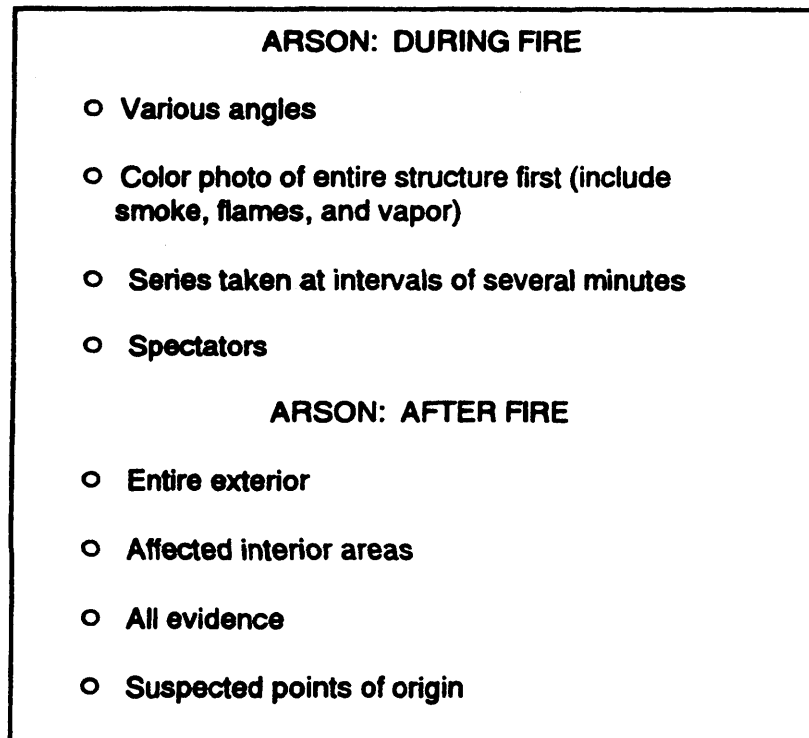 ARSON: DURING FIRE
o Various angles
o Color photo of entire structure first (include
smoke, flames, and vapor)
o Series taken at intervals of several minutes
o Spectators
ARSON: AFTER FIRE
o Entire exterior
o Affected interior areas
o All evidence
o Suspected points of origin